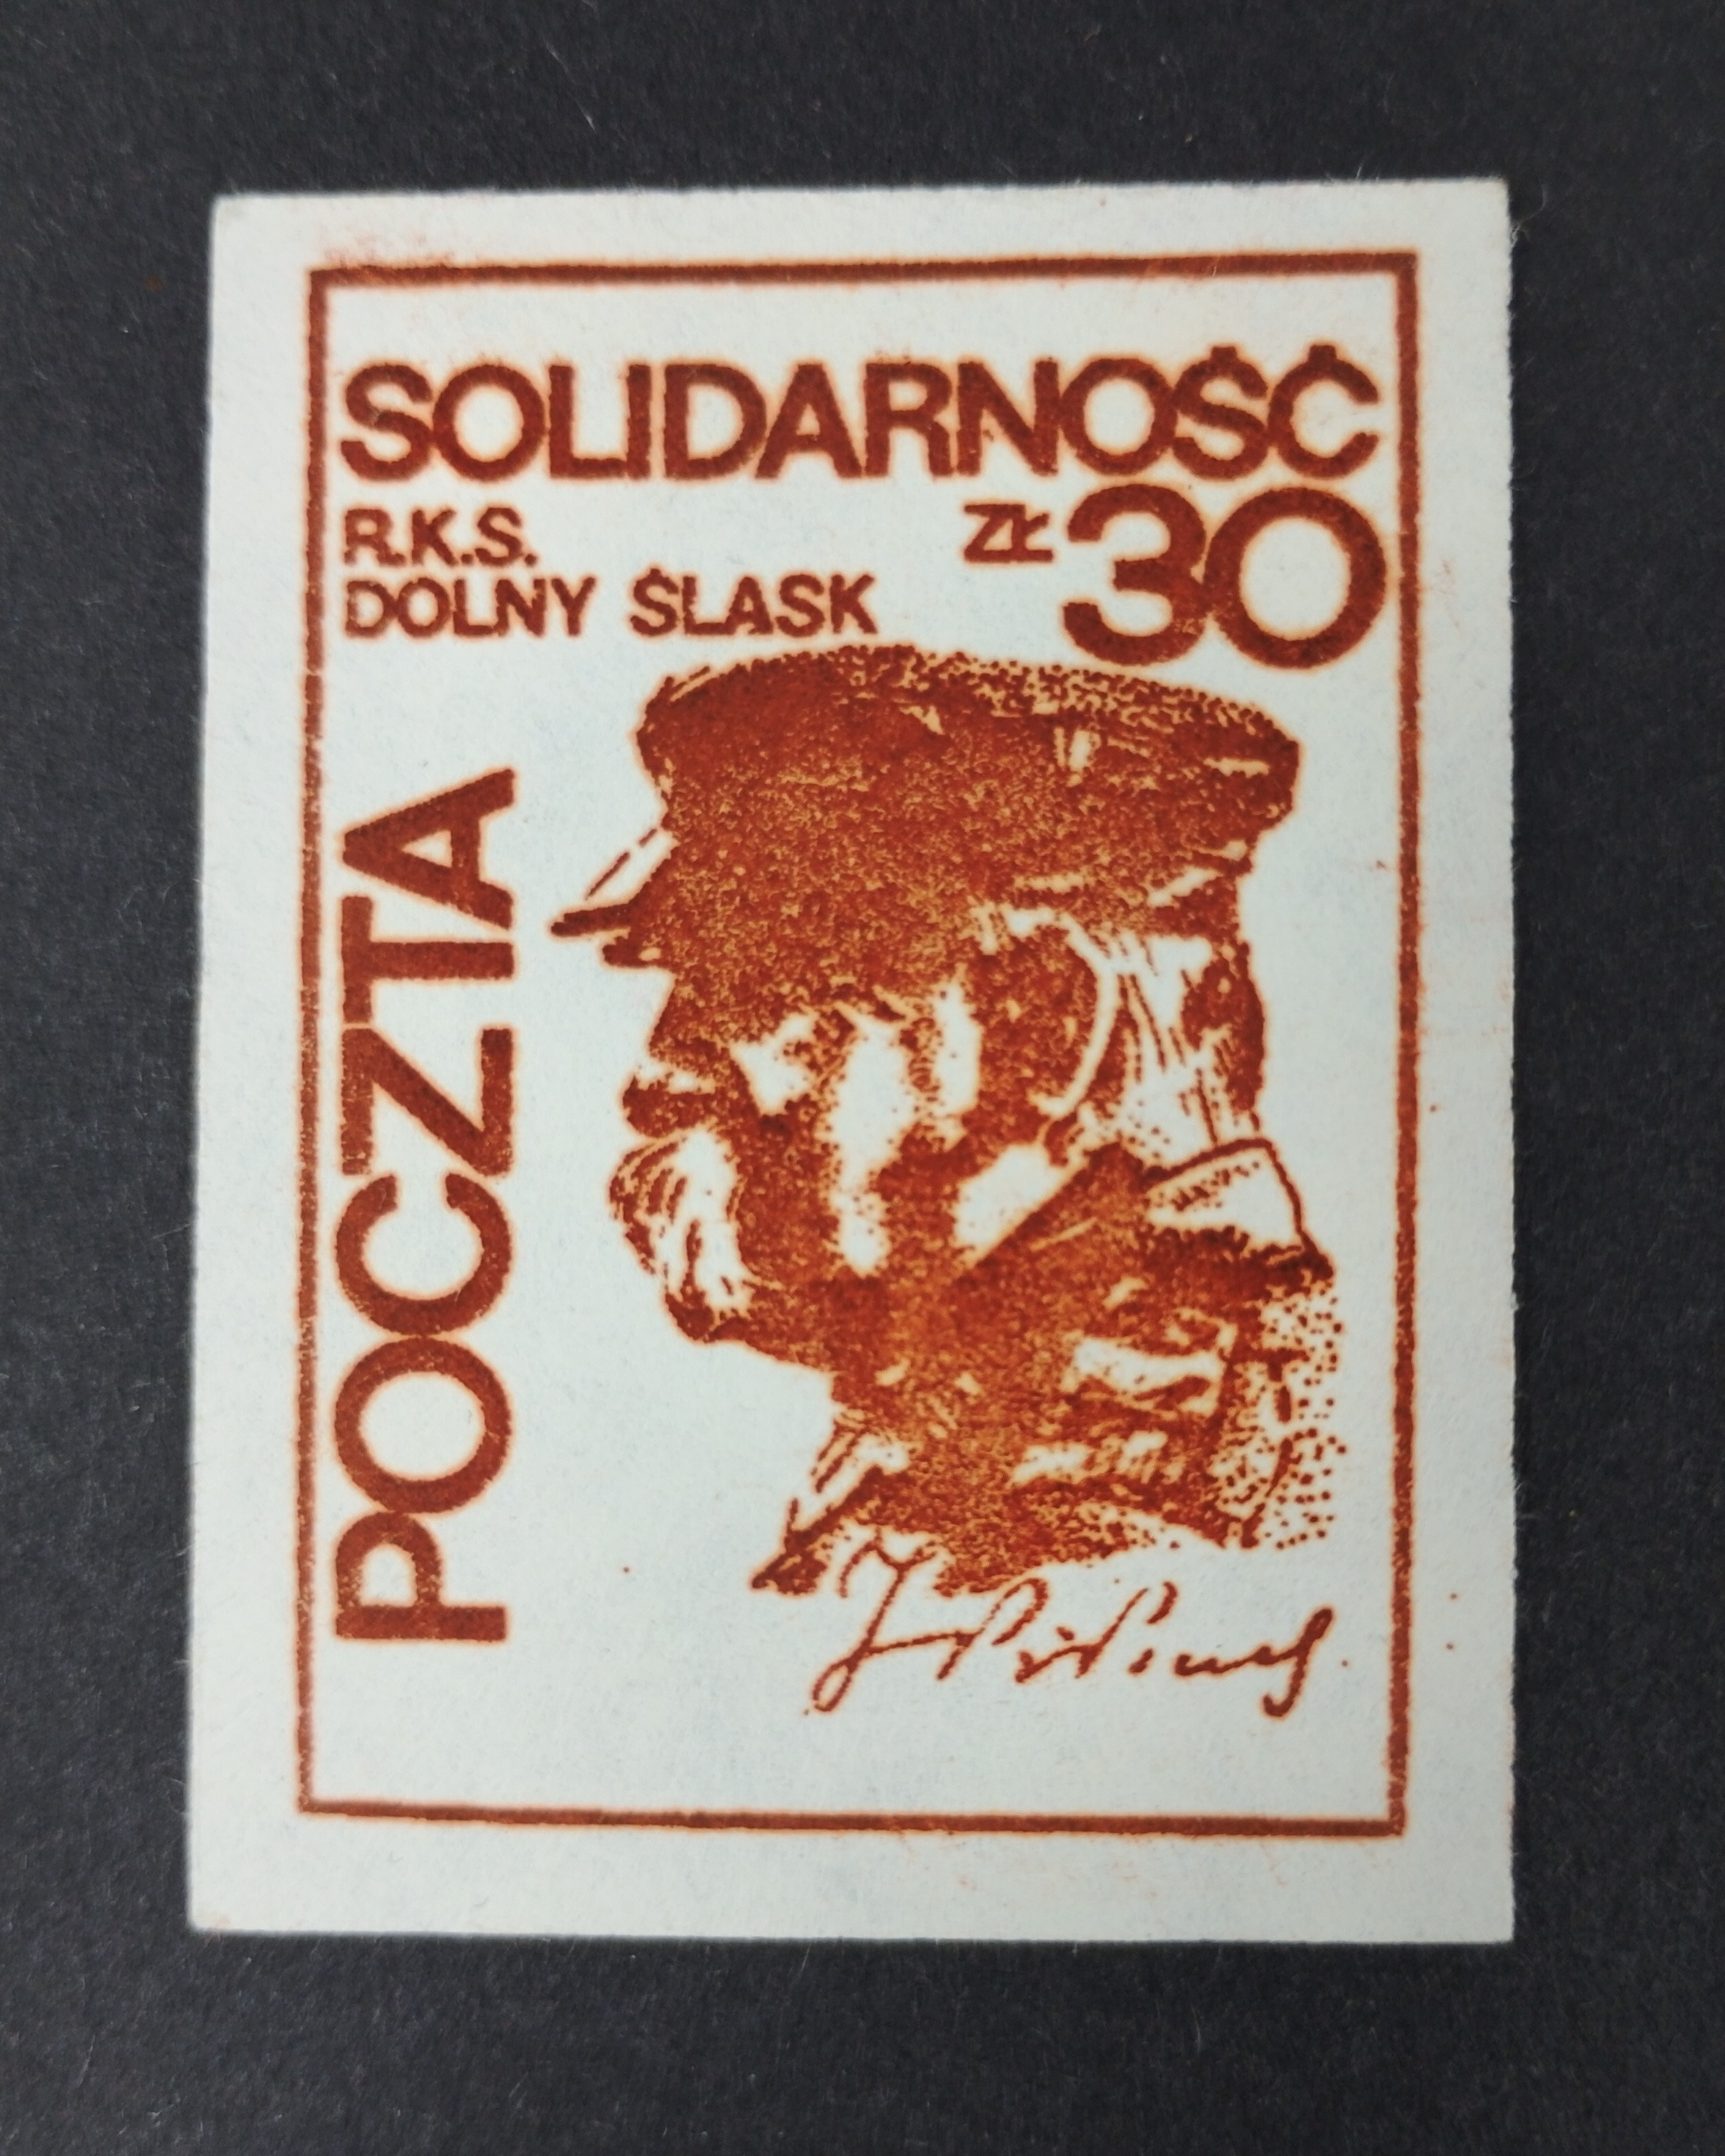 SOLIDARNOŚĆ
R.K.S.
DOLNY ŚLASK
ZŁ 30
POCZTA